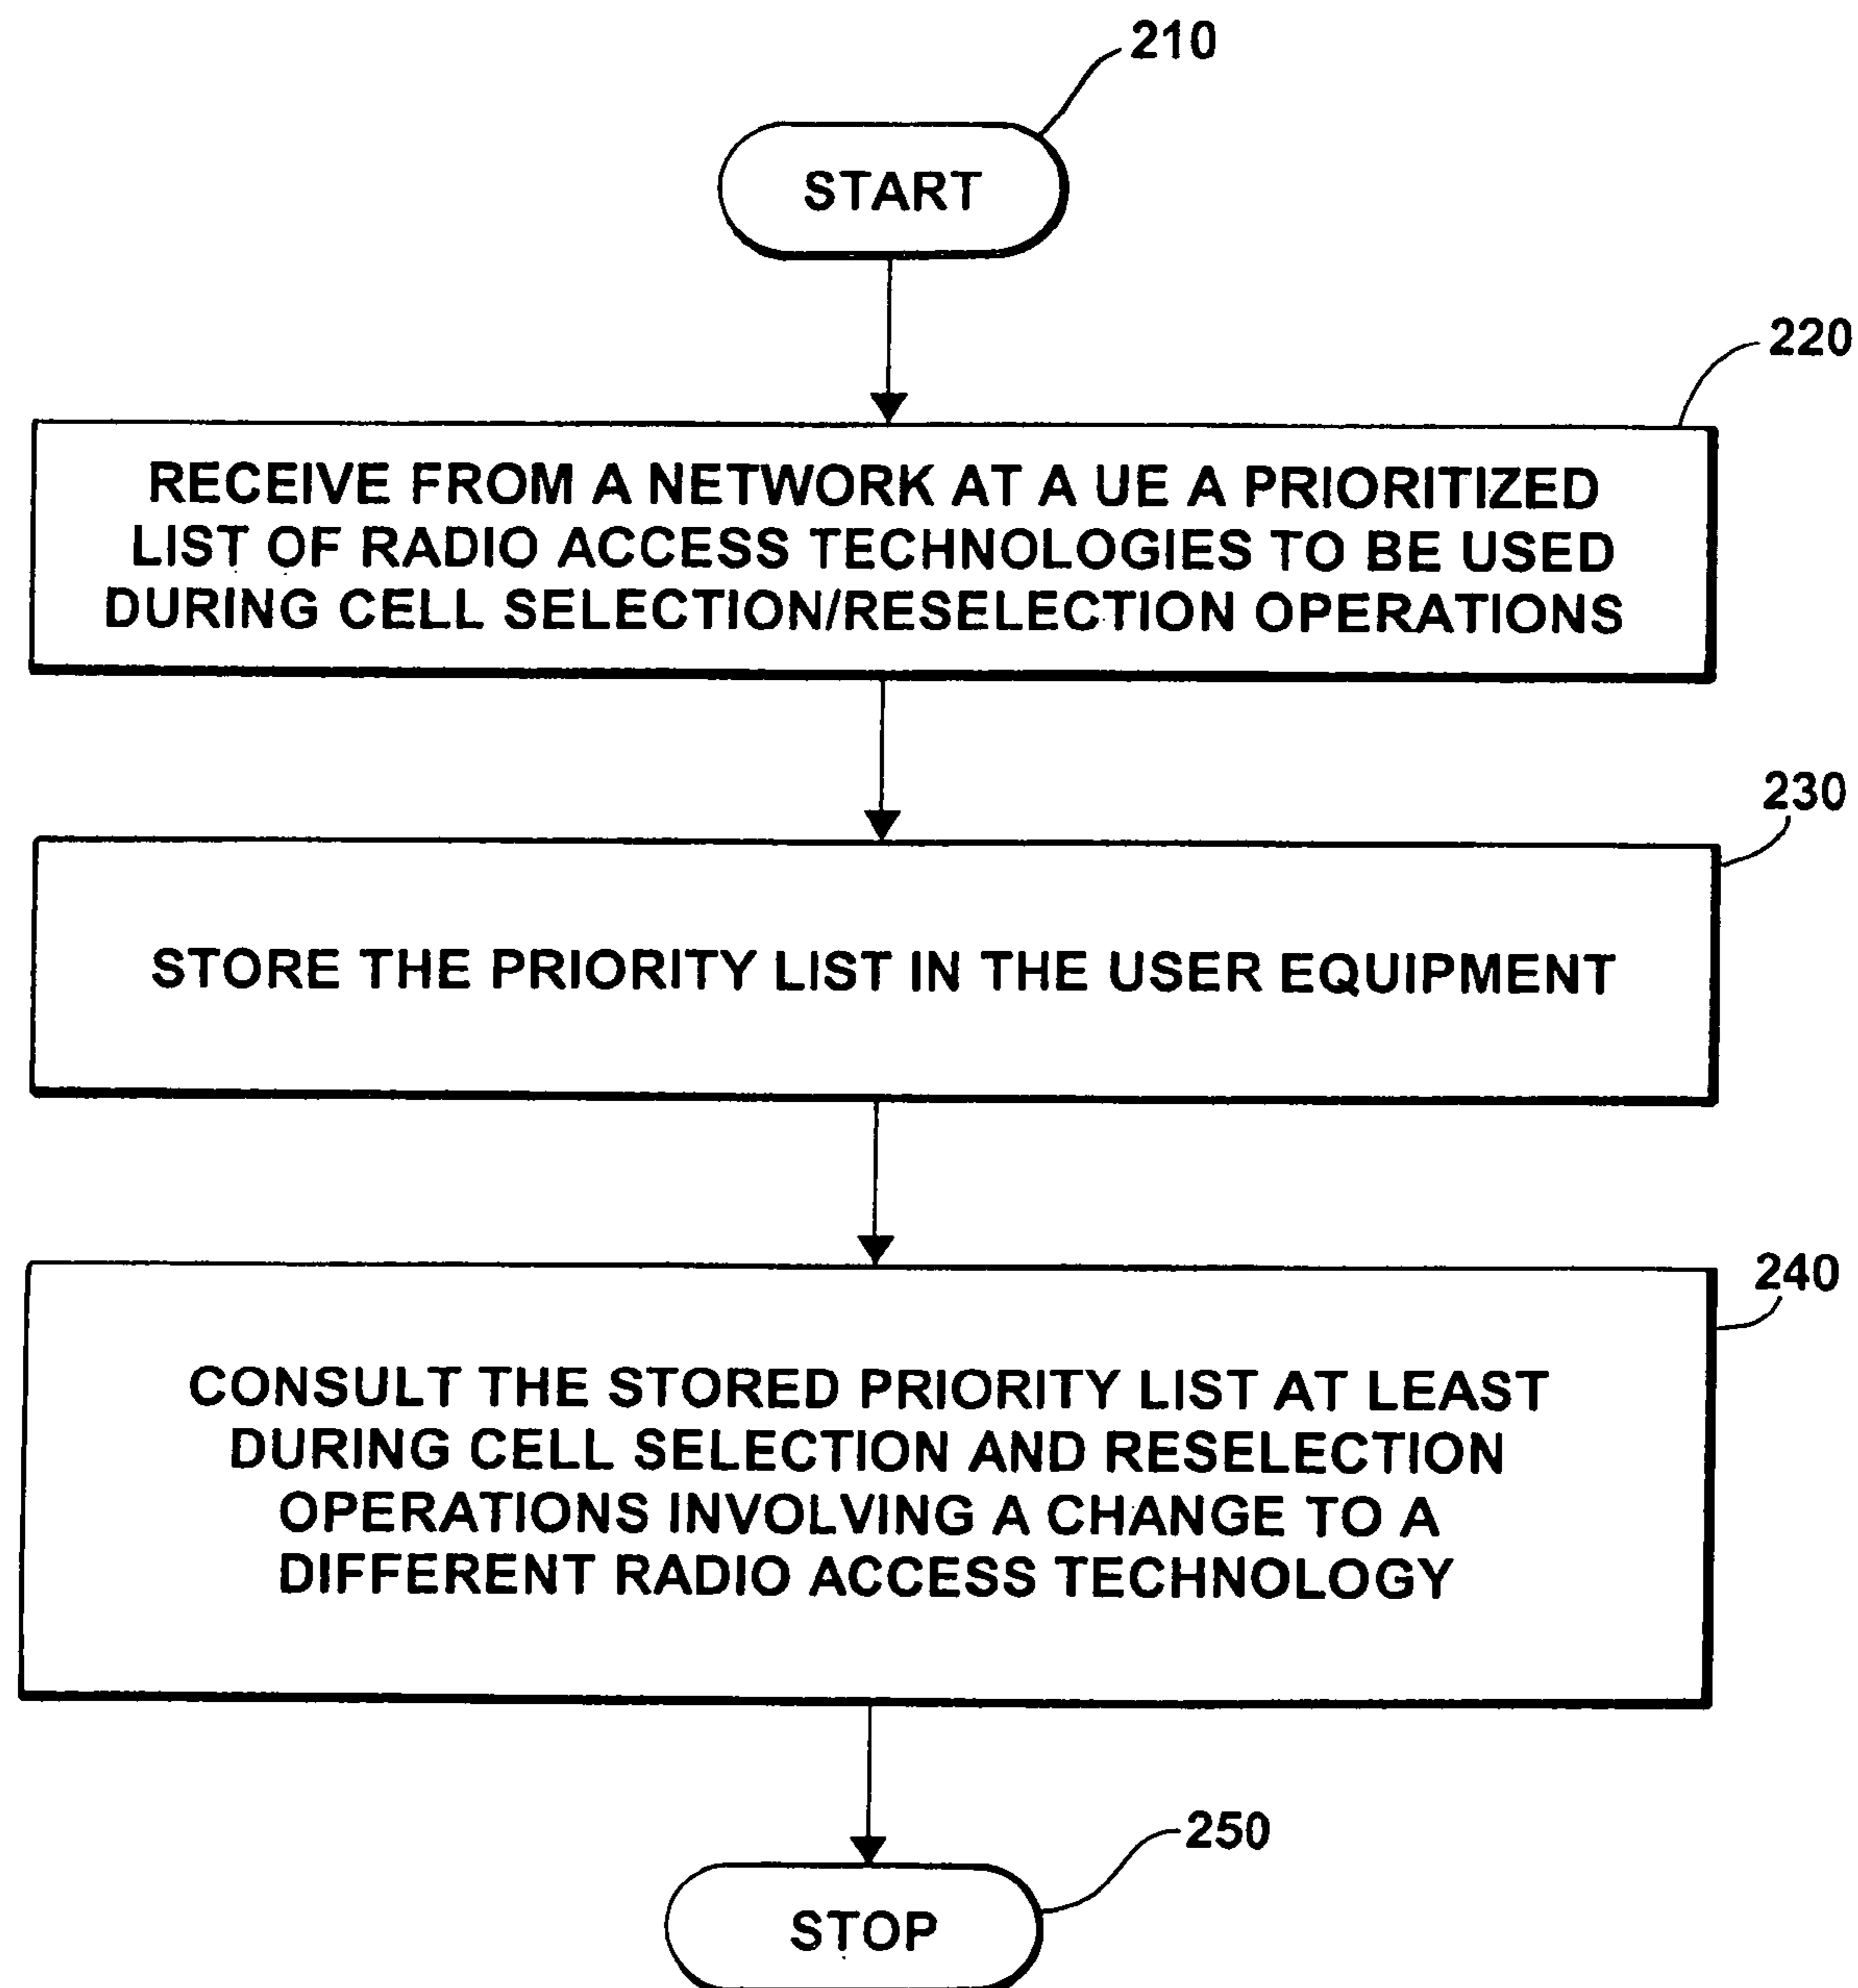 210
START
220
RECEIVE FROM A NETWORK AT A UE A PRIORITIZED
LIST OF RADIO ACCESS TECHNOLOGIES TO BE USED
DURING CELL SELECTION/RESELECTION OPERATIONS
230
STORE THE PRIORITY LIST IN THE USER EQUIPMENT
240
CONSULT THE STORED PRIORITY LIST AT LEAST
DURING CELL SELECTION AND RESELECTION
OPERATIONS INVOLVING A CHANGE TO A
DIFFERENT RADIO ACCESS TECHNOLOGY
250
STOP